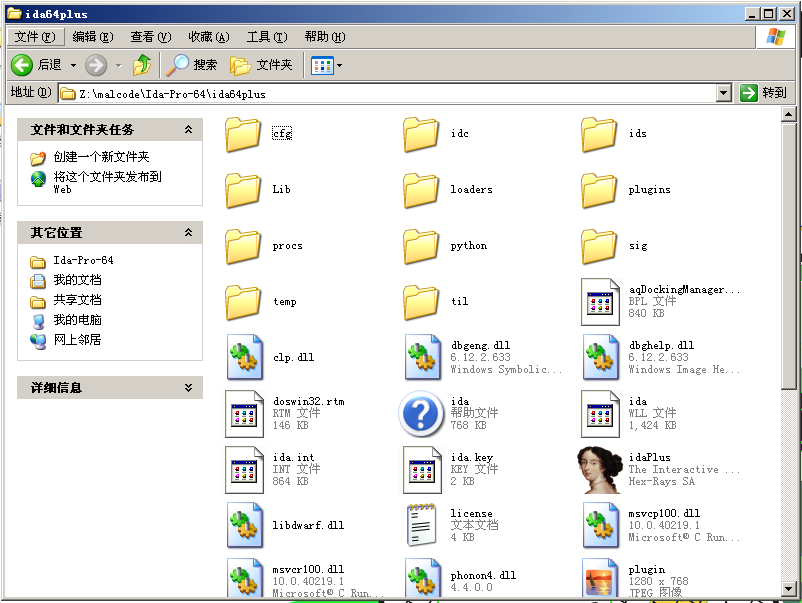 ida64plus
文件(F) 编辑(E) 查看(V) 收藏(A) 工具(T) 帮助(H)
后退 搜索 文件夹
地址(D) Z:\malcode\Ida-Pro-64\ida64plus 转到
文件和文件夹任务
创建一个新文件夹
将这个文件夹发布到
Web
其它位置
Ida-Pro-64
我的文档
共享文档
我的电脑
网上邻居
详细信息
cfg
idc
ids
Lib
loaders
plugins
procs
python
sig
temp
til
aqDockingManager...
BPL 文件
840 KB
clp.dll
dbgeng.dll
6.12.2.633
Windows Symbolic...
dbghelp.dll
6.12.2.633
Windows Image He...
doswin32.rtm
RTM 文件
146 KB
ida
帮助文件
768 KB
ida
WLL 文件
1,424 KB
ida.int
INT 文件
864 KB
ida.key
KEY 文件
2 KB
idaPlus
The Interactive ...
Hex-Rays SA
libdwarf.dll
license
文本文档
4 KB
msvcp100.dll
10.0.40219.1
Microsoft® C Run...
msvcr100.dll
10.0.40219.1
Microsoft® C Run...
phonon4.dll
4.4.0.0
plugin
1280 x 768
JPEG 图像